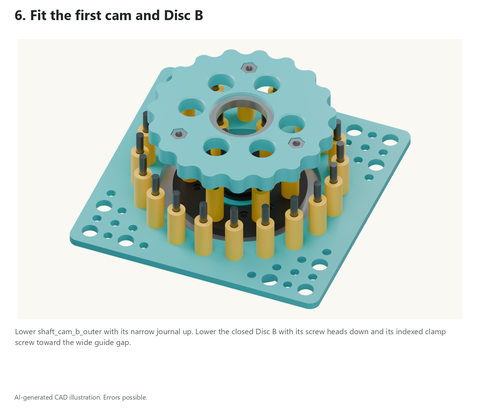 6. Fit the first cam and Disc B
Lower shaft_cam_b_outer with its narrow journal up. Lower the closed Disc B with its screw heads down and its indexed clamp
screw toward the wide guide gap.
AI-generated CAD illustration. Errors possible.